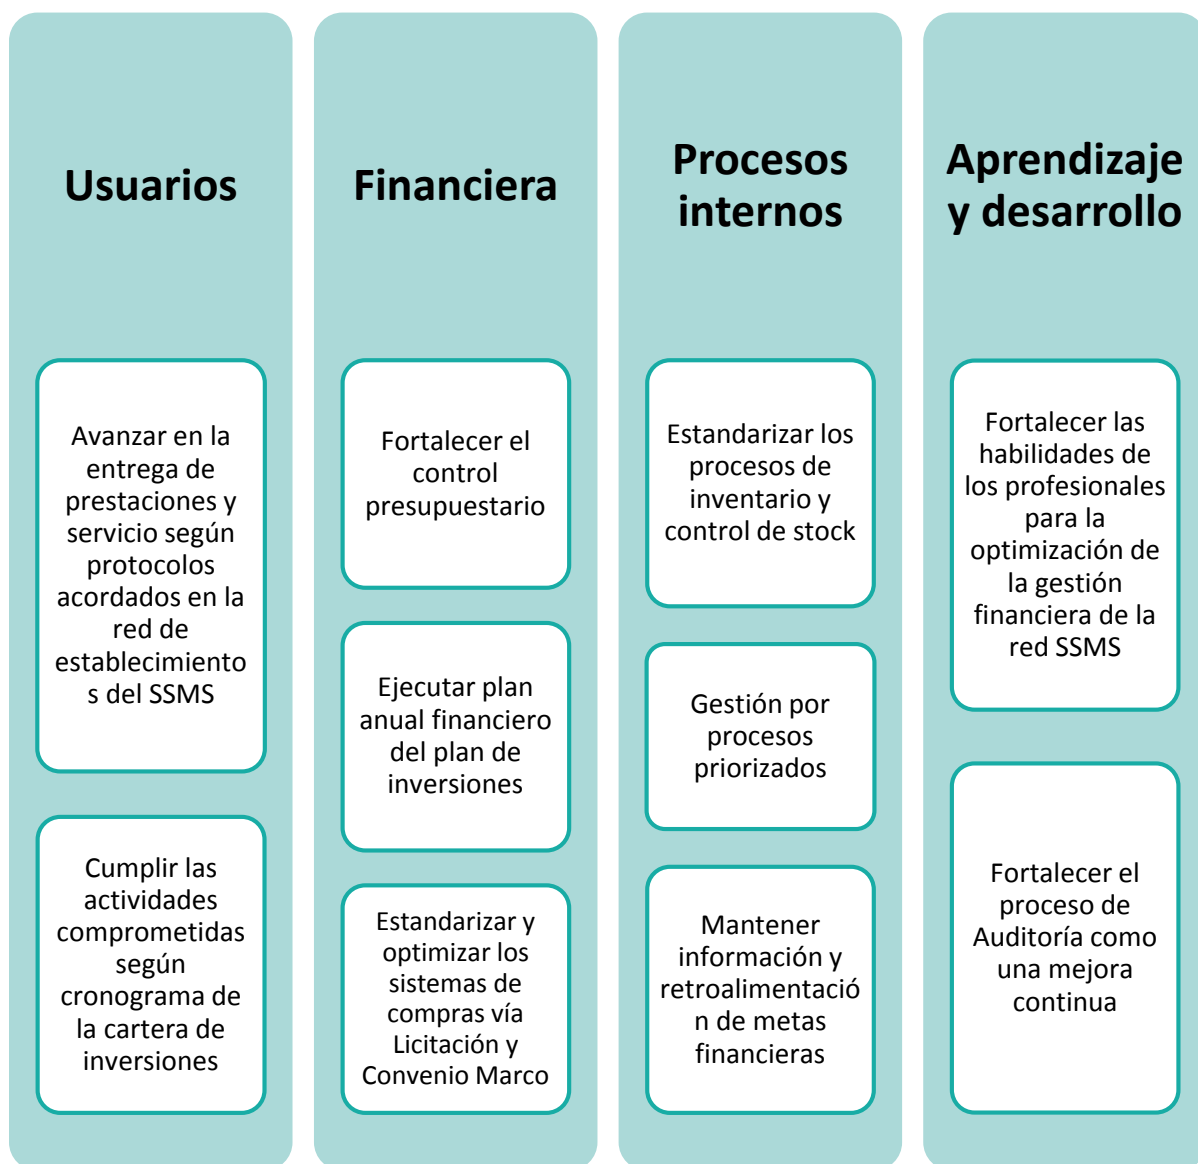 Usuarios
Avanzar en la
entrega de
prestaciones y
servicio según
protocolos
acordados en la
red de
establecimiento
s del SSMS
Cumplir las
actividades
comprometidas
según
cronograma de
la cartera de
inversiones
Financiera
Fortalecer el
control
presupuestario
Ejecutar plan
anual financiero
del plan de
inversiones
Estandarizar y
optimizar los
sistemas de
compras vía
Licitación y
Convenio Marco
Procesos
internos
Estandarizar los
procesos de
inventario y
control de stock
Gestión por
procesos
priorizados
Mantener
información y
retroalimentació
n de metas
financieras
Aprendizaje
y desarrollo
Fortalecer las
habilidades de
los profesionales
para la
optimización de
la gestión
financiera de la
red SSMS
Fortalecer el
proceso de
Auditoría como
una mejora
continua